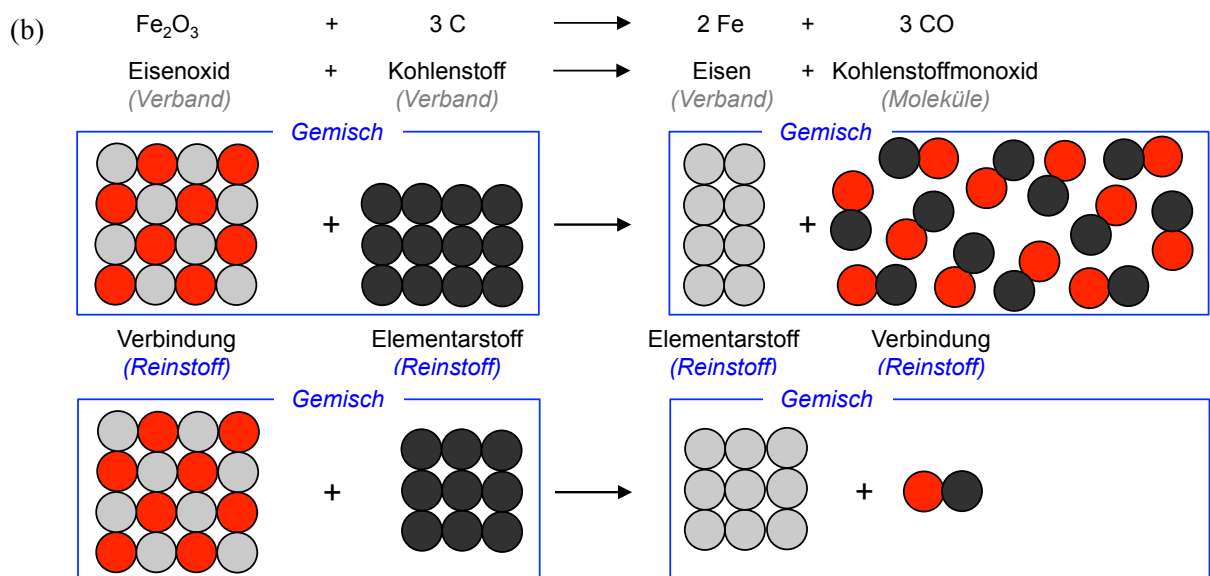 (b) Fe₂O₃ + 3 C ⟶ 2 Fe + 3 CO
Eisenoxid + Kohlenstoff ⟶ Eisen + Kohlenstoffmonoxid
(Verband) (Verband) (Verband) (Moleküle)
Gemisch Gemisch
+ ⟶ +
Verbindung Elementarstoff Elementarstoff Verbindung
(Reinstoff) (Reinstoff) (Reinstoff) (Reinstoff)
Gemisch Gemisch
+ ⟶ +